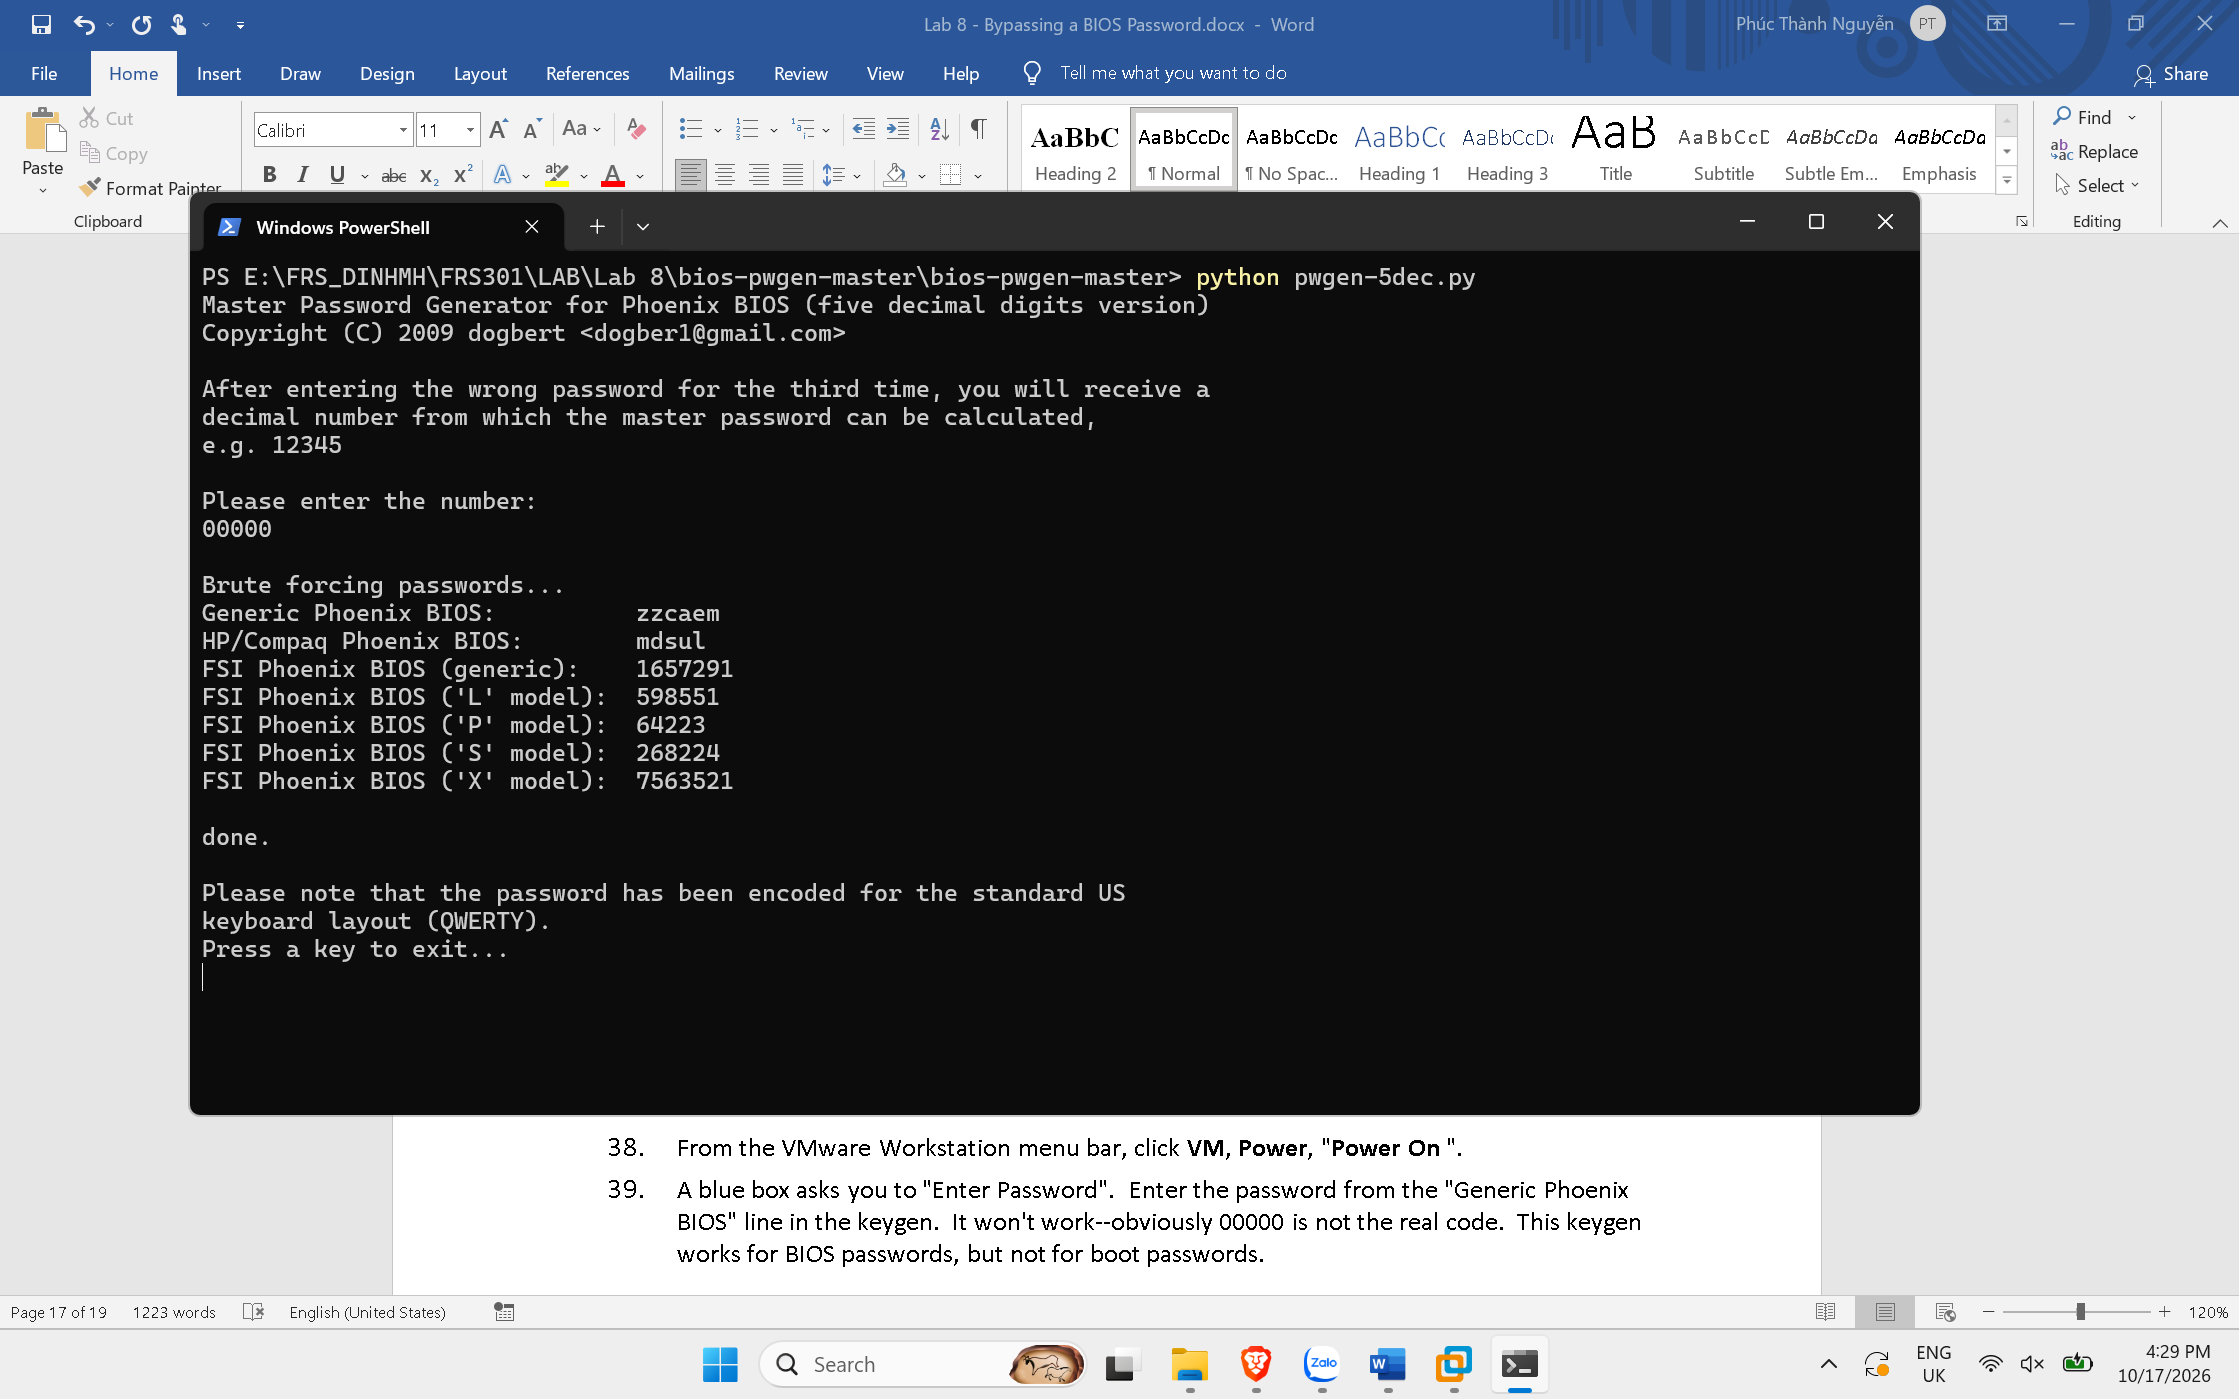 Lab 8 - Bypassing a BIOS Password.docx - Word
Phúc Thành Nguyễn
PT
File
Home
Insert
Draw
Design
Layout
References
Mailings
Review
View
Help
Tell me what you want to do
Share
Paste
Cut
Copy
Format Painter
Clipboard
Calibri
11
AaBbC
AaBbCcDc
AaBbCcDc
AaBbCc
AaBbCcD
AaB
AaBbCcD
AaBbCcDa
AaBbCcDa
Heading 2
¶ Normal
¶ No Spac...
Heading 1
Heading 3
Title
Subtitle
Subtle Em...
Emphasis
Find
Replace
Select
Editing
Windows PowerShell
PS E:\FRS_DINHMH\FRS301\LAB\Lab 8\bios-pwgen-master\bios-pwgen-master> python pwgen-5dec.py
Master Password Generator for Phoenix BIOS (five decimal digits version)
Copyright (C) 2009 dogbert <dogber1@gmail.com>
After entering the wrong password for the third time, you will receive a
decimal number from which the master password can be calculated,
e.g. 12345
Please enter the number:
00000
Brute forcing passwords...
Generic Phoenix BIOS: zzcaem
HP/Compaq Phoenix BIOS: mdsul
FSI Phoenix BIOS (generic): 1657291
FSI Phoenix BIOS ('L' model): 598551
FSI Phoenix BIOS ('P' model): 64223
FSI Phoenix BIOS ('S' model): 268224
FSI Phoenix BIOS ('X' model): 7563521
done.
Please note that the password has been encoded for the standard US
keyboard layout (QWERTY).
Press a key to exit...
38. From the VMware Workstation menu bar, click VM, Power, "Power On ".
39. A blue box asks you to "Enter Password". Enter the password from the "Generic Phoenix
BIOS" line in the keygen. It won't work--obviously 00000 is not the real code. This keygen
works for BIOS passwords, but not for boot passwords.
Page 17 of 19
1223 words
English (United States)
120%
Search
Zalo
ENG
UK
4:29 PM
10/17/2026